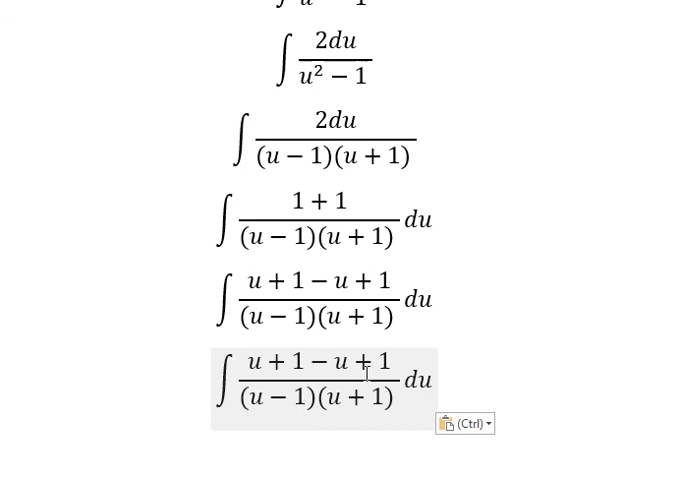 ∫ 2du / (u² − 1)
∫ 2du / ((u − 1)(u + 1))
∫ (1 + 1) / ((u − 1)(u + 1)) du
∫ (u + 1 − u + 1) / ((u − 1)(u + 1)) du
∫ (u + 1 − u + 1) / ((u − 1)(u + 1)) du
(Ctrl)